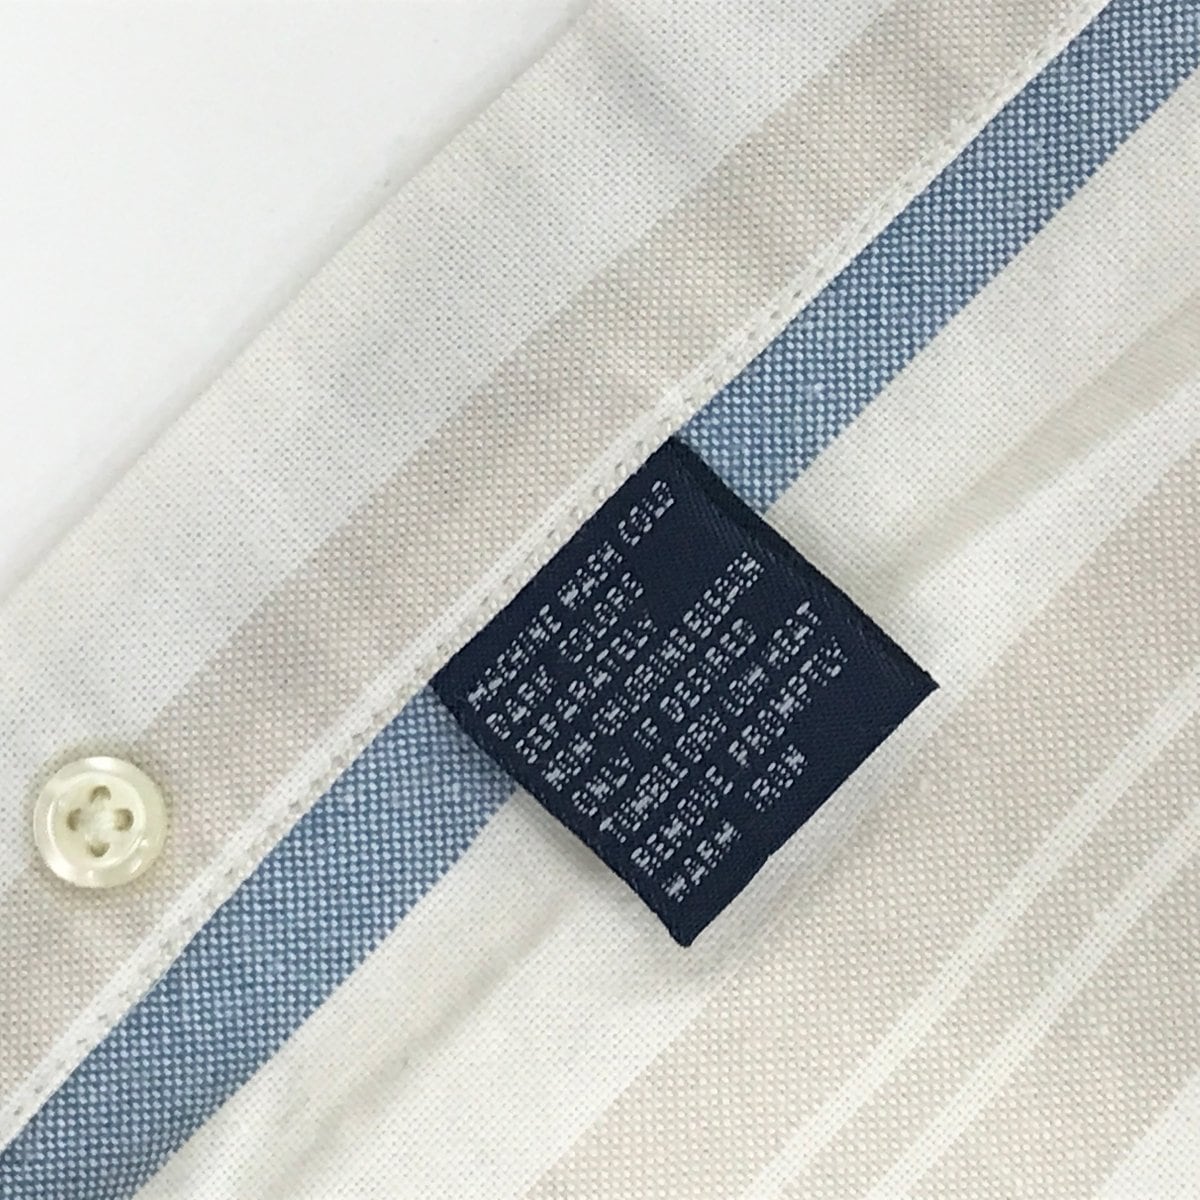 MACHINE WASH COLD
DARK COLORS
SEPARATELY
NON CHLORINE BLEACH
ONLY IF NEEDED
TUMBLE DRY LOW HEAT
REMOVE PROMPTLY
WARM IRON